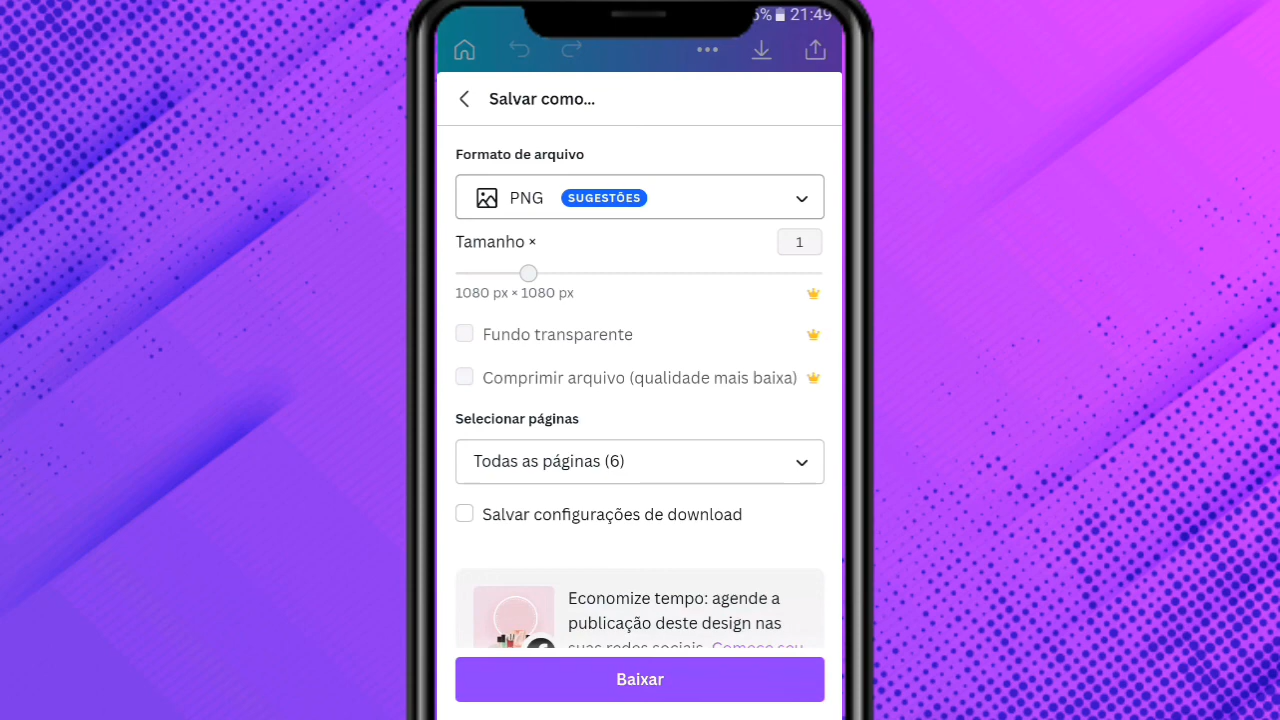 21:49
Salvar como...
Formato de arquivo
PNG SUGESTÕES
Tamanho × 1
1080 px × 1080 px
Fundo transparente
Comprimir arquivo (qualidade mais baixa)
Selecionar páginas
Todas as páginas (6)
Salvar configurações de download
Economize tempo: agende a
publicação deste design nas
suas redes sociais. Comece seu
Baixar